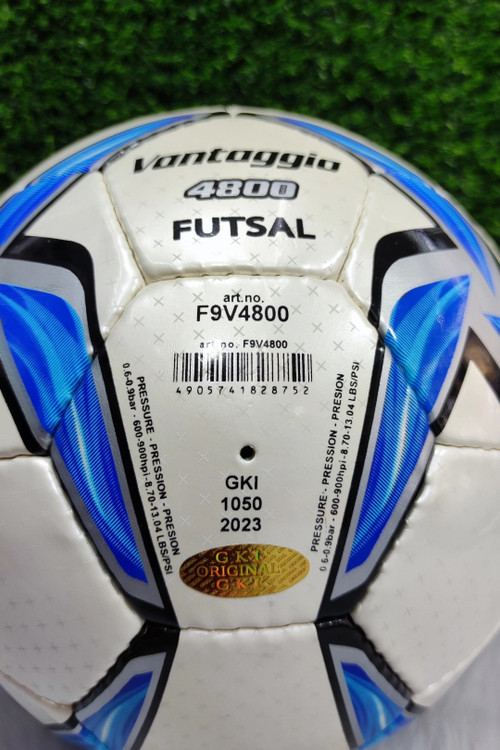 Vantaggio
4800
FUTSAL
art.no.
F9V4800
art. no. F9V4800
4905741828752
PRESSURE - PRESSION - PRESION
0.6-0.9bar - 600-900hpi-8.70-13.04 LBS/PSI
PRESSURE - PRESSION - PRESION
0.6-0.9bar - 600-900hpi-8.70-13.04 LBS/PSI
GKI
1050
2023
G K I
ORIGINAL
G K I